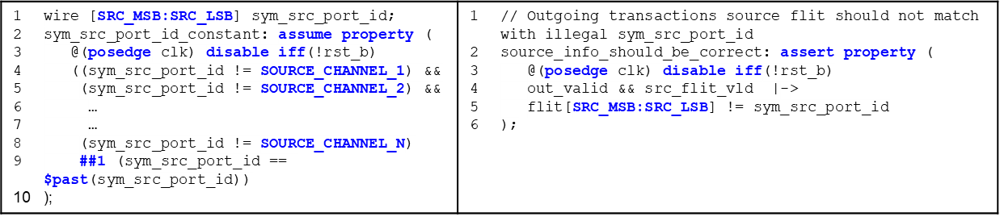 1 wire [SRC_MSB:SRC_LSB] sym_src_port_id;
2 sym_src_port_id_constant: assume property (
3 @(posedge clk) disable iff(!rst_b)
4 ((sym_src_port_id != SOURCE_CHANNEL_1) &&
5 (sym_src_port_id != SOURCE_CHANNEL_2) &&
6 …
7 …
8 (sym_src_port_id != SOURCE_CHANNEL_N)
9 ##1 (sym_src_port_id ==
$past(sym_src_port_id))
10 );
1 // Outgoing transactions source flit should not match
with illegal sym_src_port_id
2 source_info_should_be_correct: assert property (
3 @(posedge clk) disable iff(!rst_b)
4 out_valid && src_flit_vld |->
5 flit[SRC_MSB:SRC_LSB] != sym_src_port_id
6 );